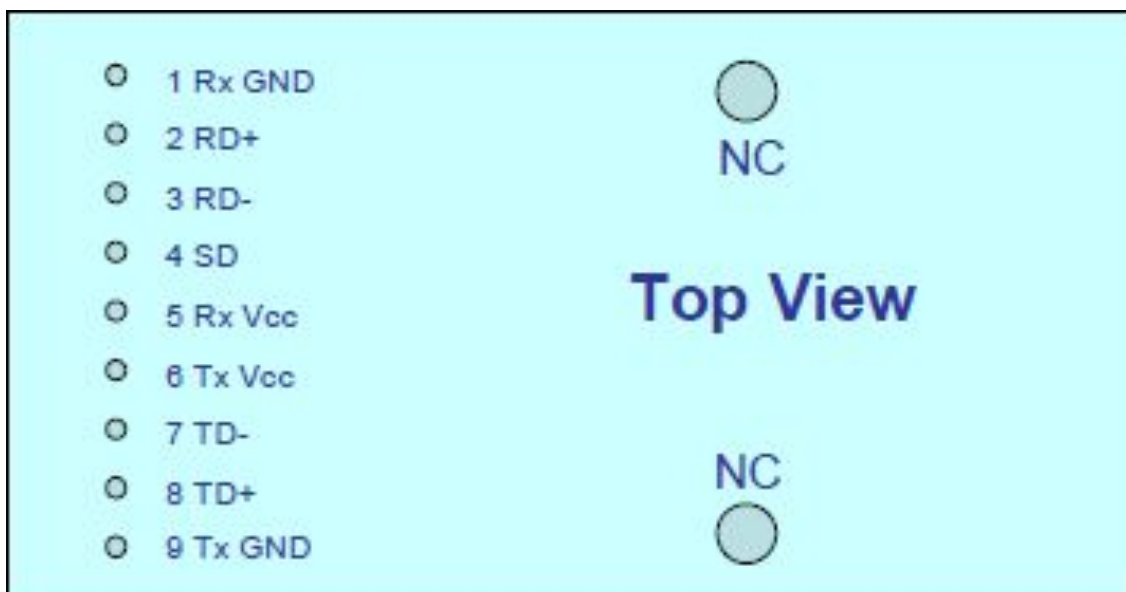 1 Rx GND
2 RD+
NC
3 RD-
4 SD
Top View
5 Rx Vcc
6 Tx Vcc
7 TD-
NC
8 TD+
9 Tx GND